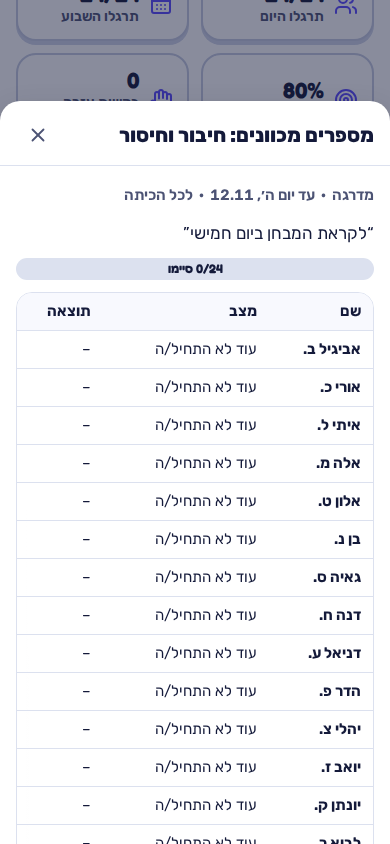 תרגלו היום
תרגלו השבוע
80%
0
מספרים מכוונים: חיבור וחיסור
מדרגה • עד יום ה׳, 12.11 • לכל הכיתה
״לקראת המבחן ביום חמישי״
0/24 סיימו
שם מצב תוצאה
אביגיל ב. עוד לא התחיל/ה –
אורי כ. עוד לא התחיל/ה –
איתי ל. עוד לא התחיל/ה –
אלה מ. עוד לא התחיל/ה –
אלון ט. עוד לא התחיל/ה –
בן נ. עוד לא התחיל/ה –
גאיה ס. עוד לא התחיל/ה –
דנה ח. עוד לא התחיל/ה –
דניאל ע. עוד לא התחיל/ה –
הדר פ. עוד לא התחיל/ה –
יהלי צ. עוד לא התחיל/ה –
יואב ז. עוד לא התחיל/ה –
יונתן ק. עוד לא התחיל/ה –
עוד לא התחיל/ה –